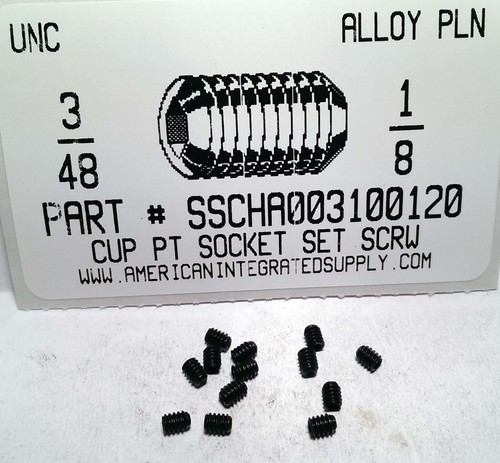 UNC
ALLOY PLN
3
48
1
8
PART # SSCHA003100120
CUP PT SOCKET SET SCRW
WWW.AMERICANINTEGRATEDSUPPLY.COM